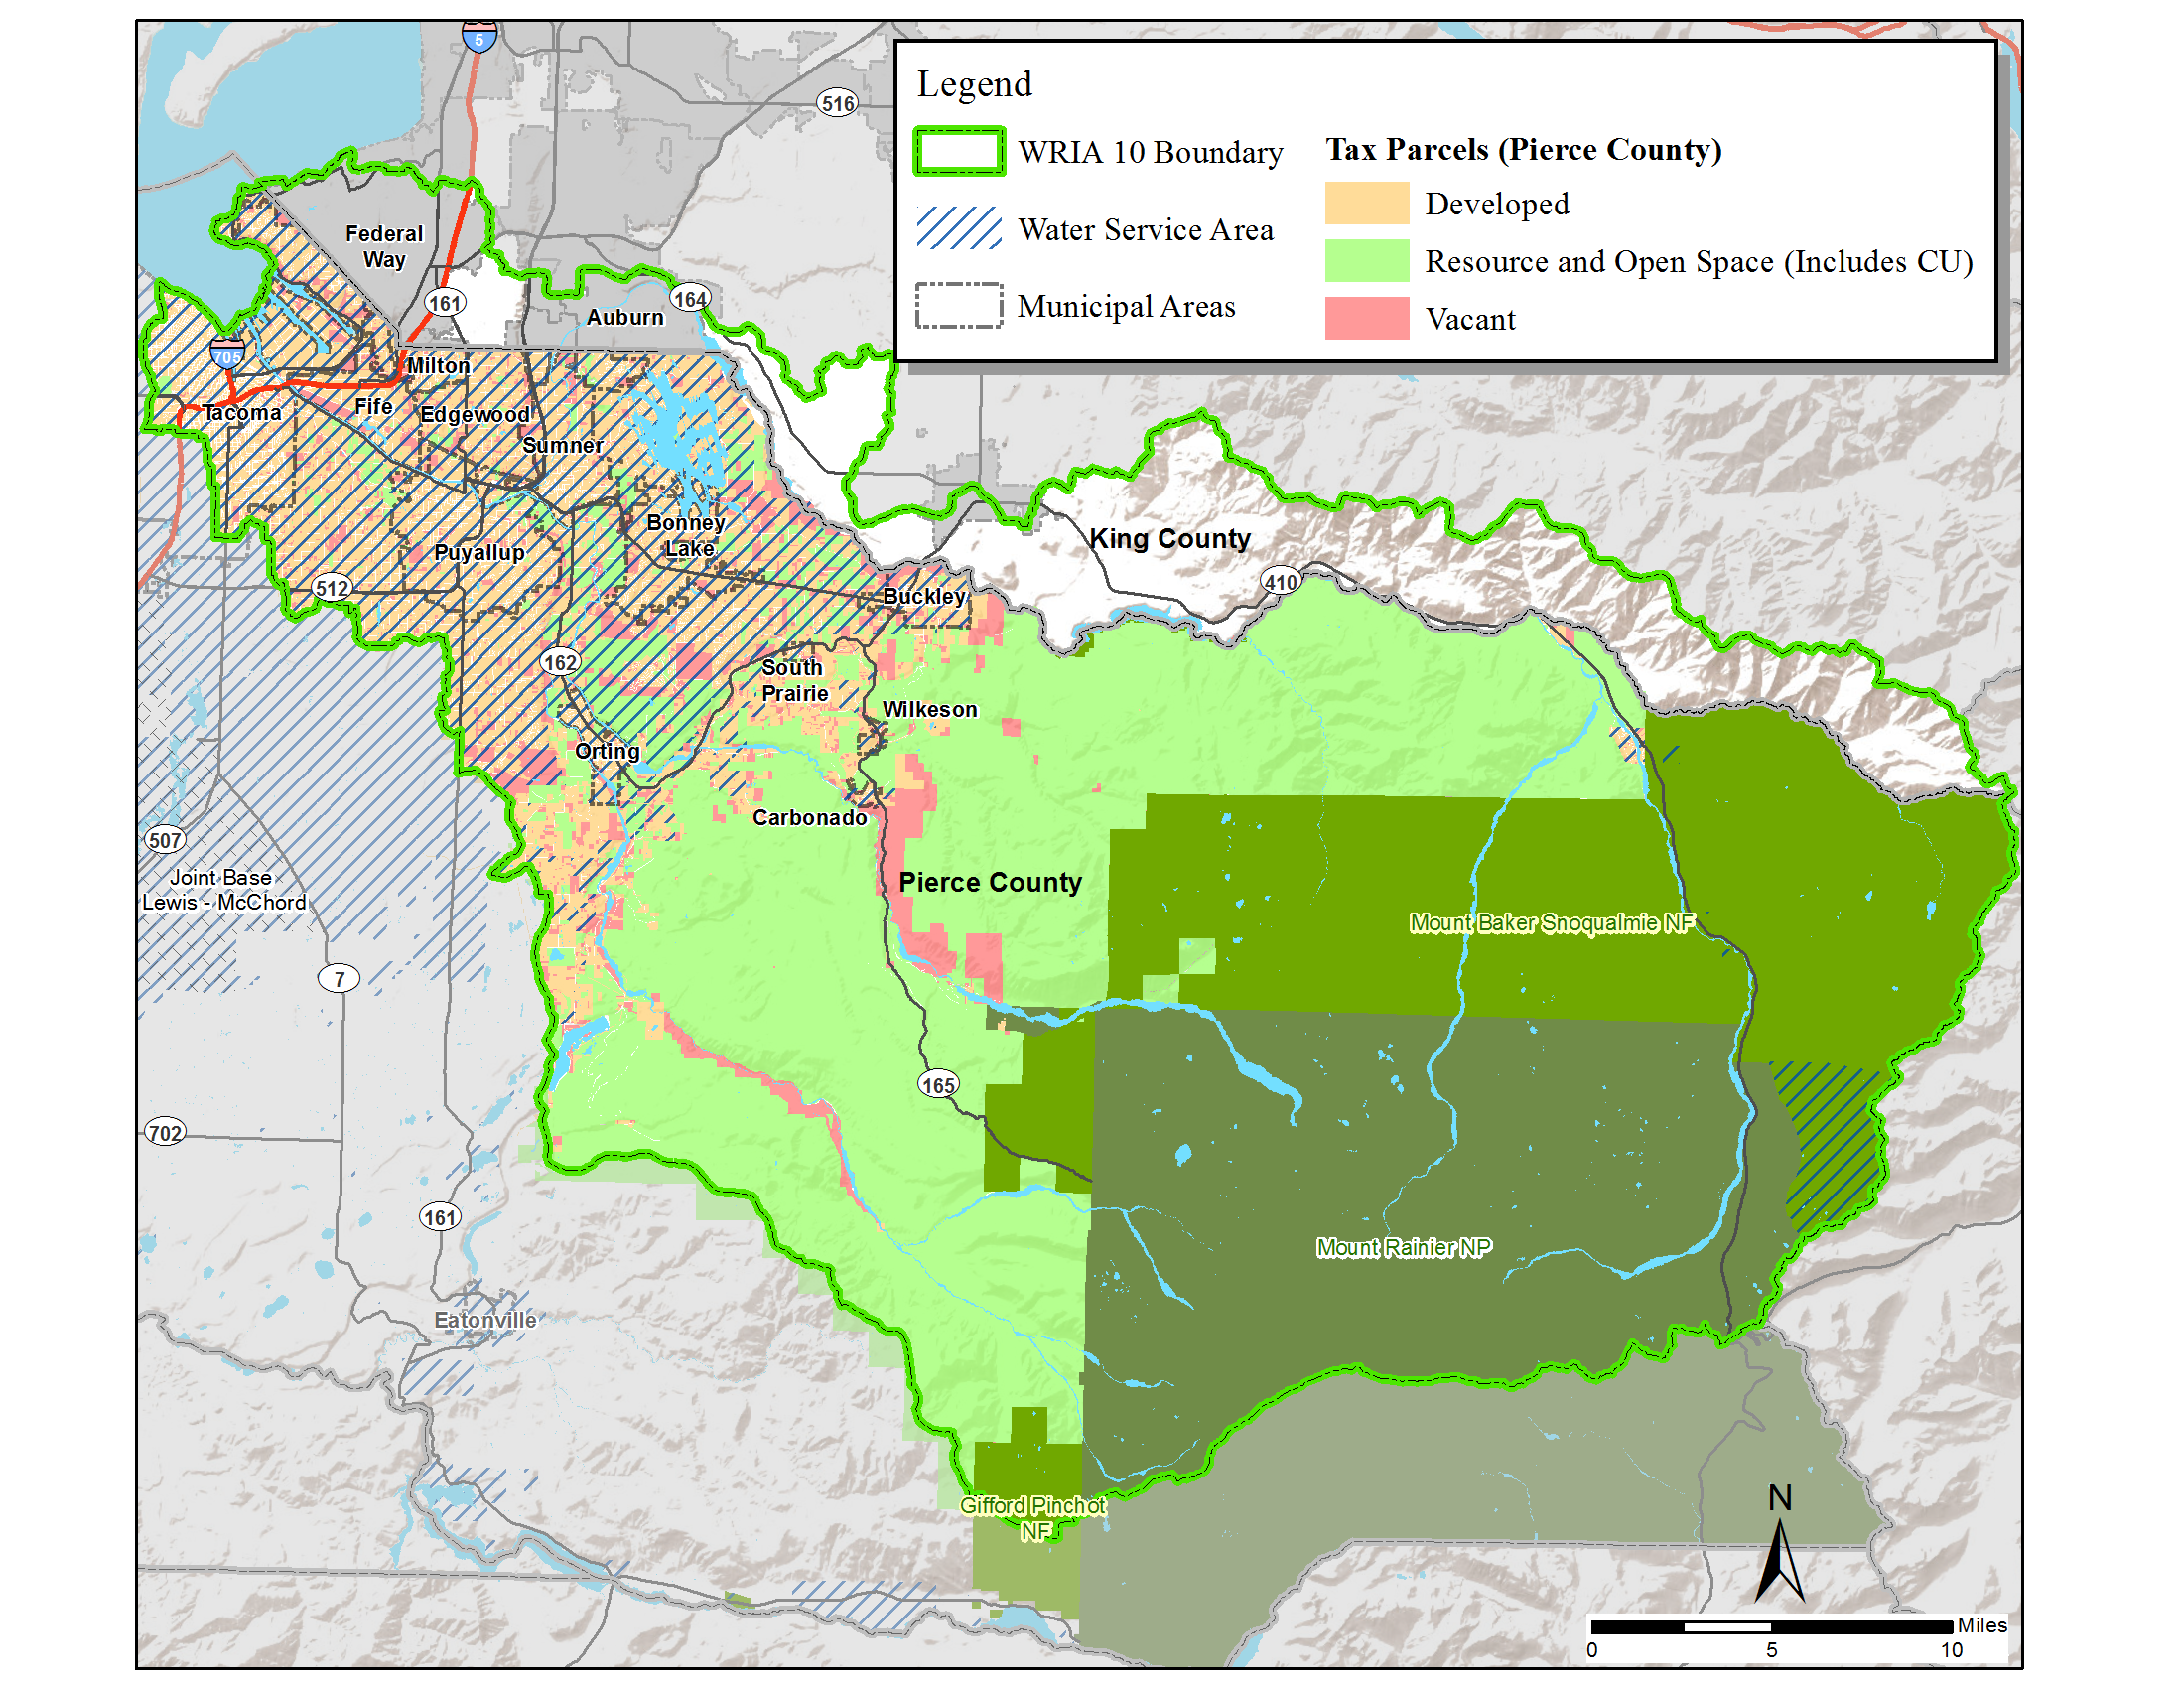 5
516
Legend
WRIA 10 Boundary
Water Service Area
Municipal Areas
Tax Parcels (Pierce County)
Developed
Resource and Open Space (Includes CU)
Vacant
Federal
Way
161
164
Auburn
705
Milton
Tacoma
Fife
Edgewood
Sumner
Bonney
Lake
Puyallup
King County
512
410
Buckley
162
South
Prairie
Wilkeson
Orting
Carbonado
507
Joint Base
Lewis - McChord
Pierce County
Mount Baker Snoqualmie NF
7
165
702
161
Mount Rainier NP
Eatonville
Gifford Pinchot
NF
N
Miles
0 5 10